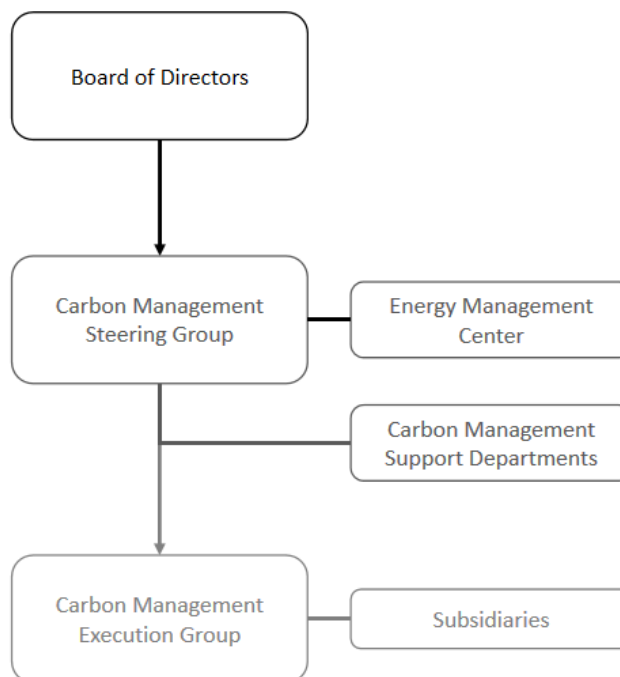 Board of Directors
Carbon Management
Steering Group
Energy Management
Center
Carbon Management
Support Departments
Carbon Management
Execution Group
Subsidiaries